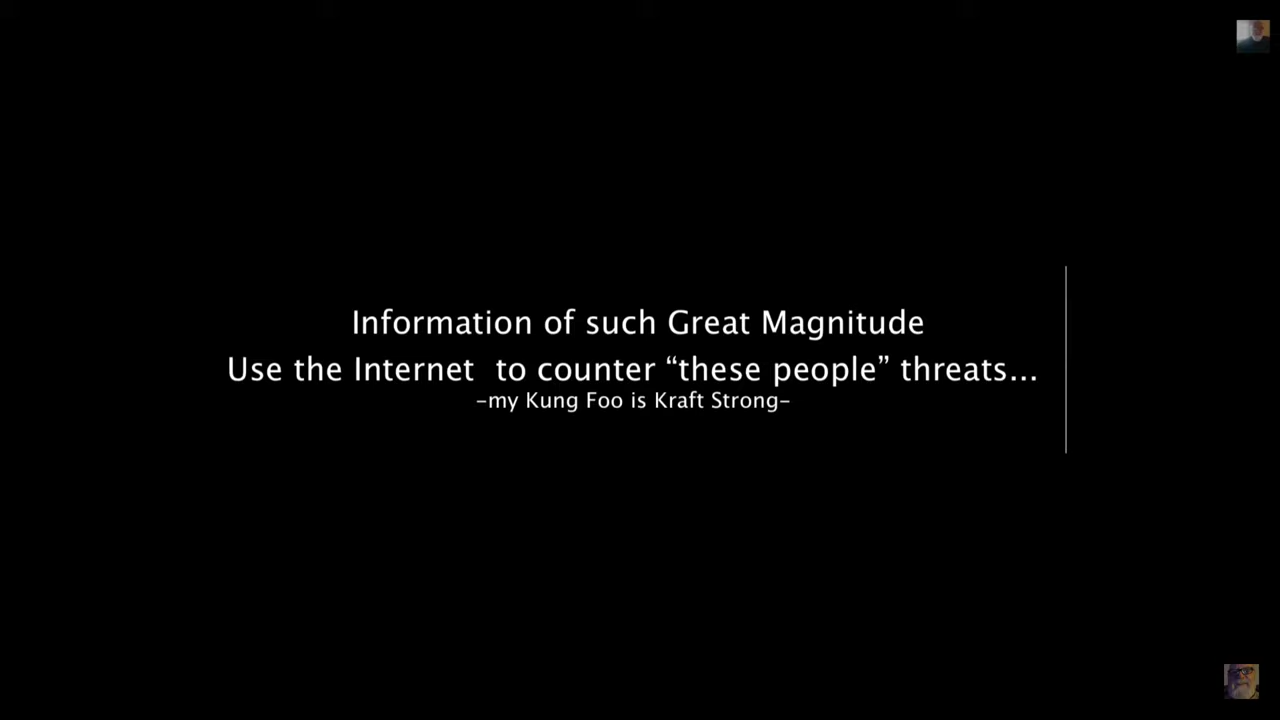 Information of such Great Magnitude
Use the Internet  to counter “these people” threats...
–my Kung Foo is Kraft Strong–